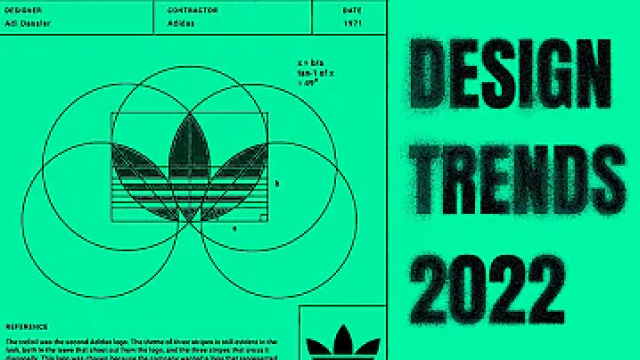 DESIGNER
Adi Dassler
CONTRACTOR
Adidas
DATE
1971
x = b/a
tan-1 of x
= 49°
b
a
DESIGN
TRENDS
2022
REFERENCE
The trefoil was the second Adidas logo. The theme of three stripes is still evident in the
look, both in the leaves that shoot out from the logo, and the three stripes that cross it
diagonally. This logo was chosen because the company wanted a logo that represented